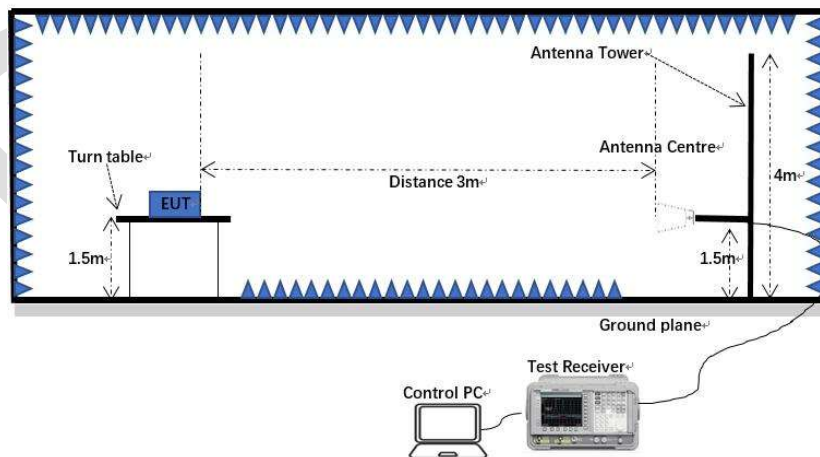 Antenna Tower↵
Turn table↵
Antenna Centre
EUT
Distance 3m↵
4m↵
1.5m↵
1.5m↵
Ground plane↵
Test Receiver↵
Control PC↵